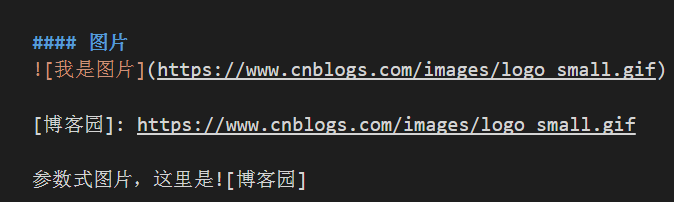 #### 图片
![我是图片](https://www.cnblogs.com/images/logo_small.gif)
[博客园]: https://www.cnblogs.com/images/logo_small.gif
参数式图片，这里是![博客园]